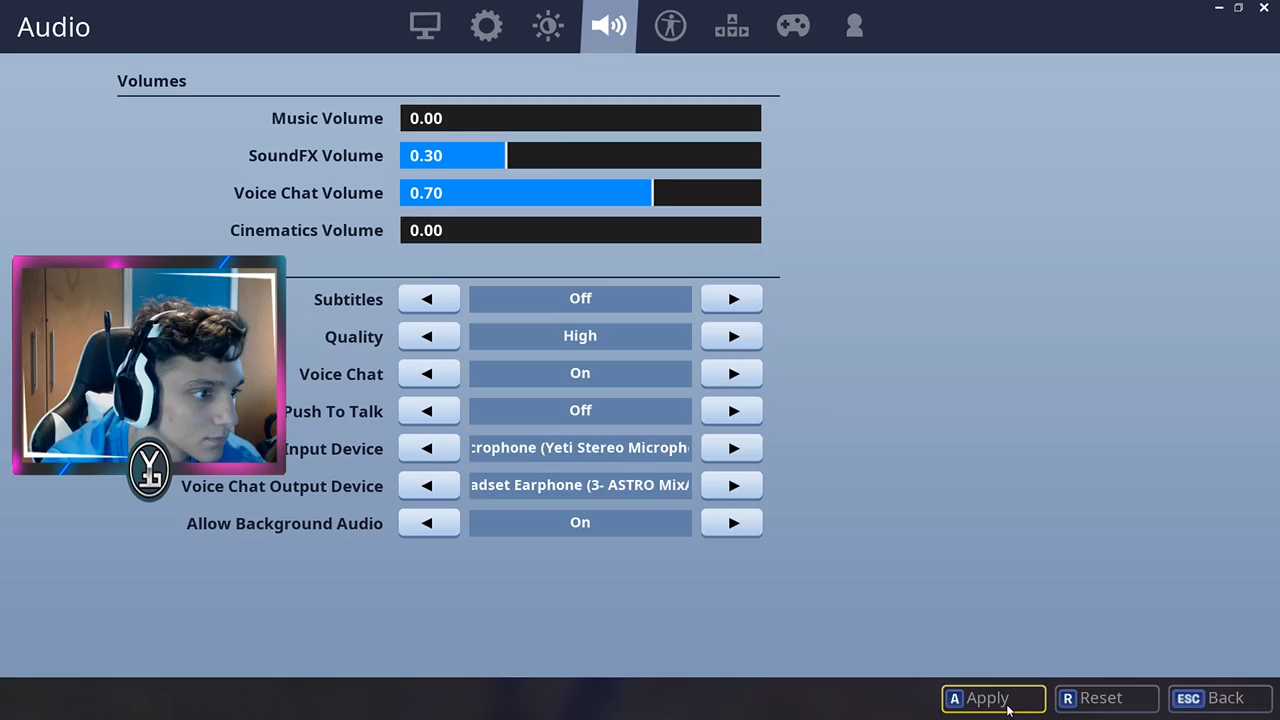 Audio
Volumes
Music Volume 0.00
SoundFX Volume 0.30
Voice Chat Volume 0.70
Cinematics Volume 0.00
Subtitles Off
Quality High
Voice Chat On
Push To Talk Off
Input Device crophone (Yeti Stereo Microph
Voice Chat Output Device adset Earphone (3- ASTRO MixA
Allow Background Audio On
A Apply R Reset ESC Back